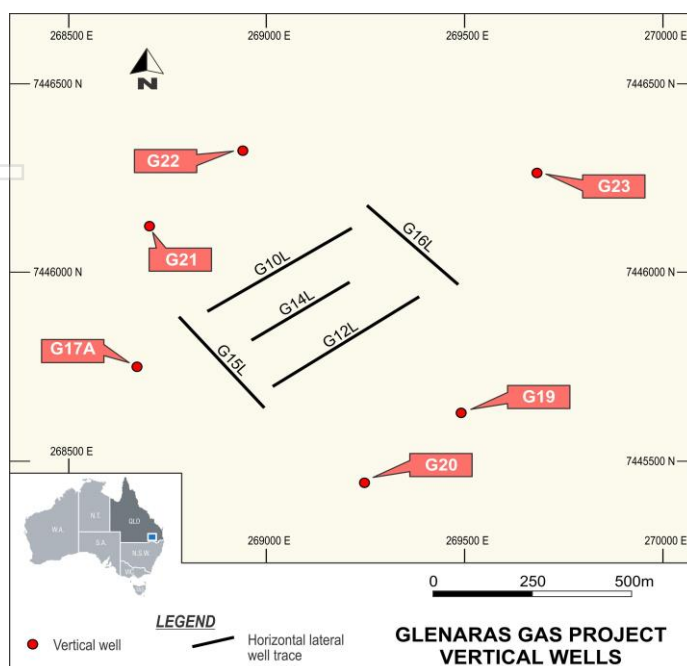 268500 E
269000 E
269500 E
270000 E
7446500 N
N
G22
G23
G21
G16L
G10L
7446000 N
7446000 N
G14L
G12L
G15L
G17A
G19
268500 E
G20
7445500 N
N.T.
QLD
W.A.
S.A.
N.S.W.
269000 E
269500 E
270000 E
0 250 500m
LEGEND
Vertical well
Horizontal lateral
well trace
GLENARAS GAS PROJECT
VERTICAL WELLS